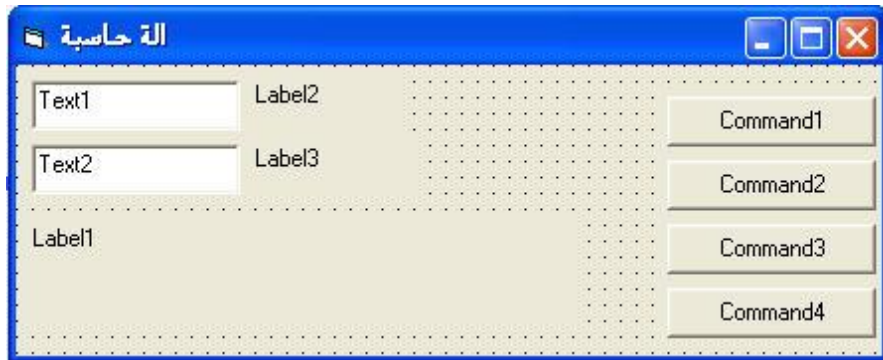 الة حاسبة
Text1
Label2
Command1
Text2
Label3
Command2
Label1
Command3
Command4